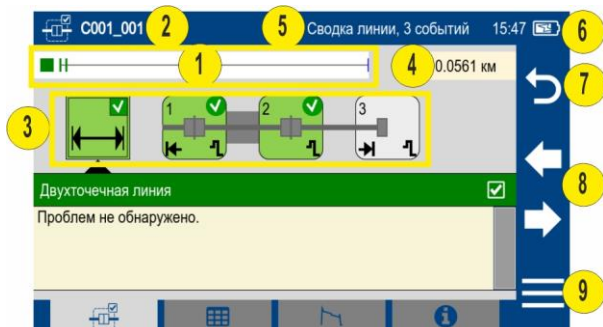 C001_001 2 5 Сводка линии, 3 событий 15:47 6
1 4 0.0561 км
7
3 1 2 3
8
Двухточечная линия
Проблем не обнаружено.
9